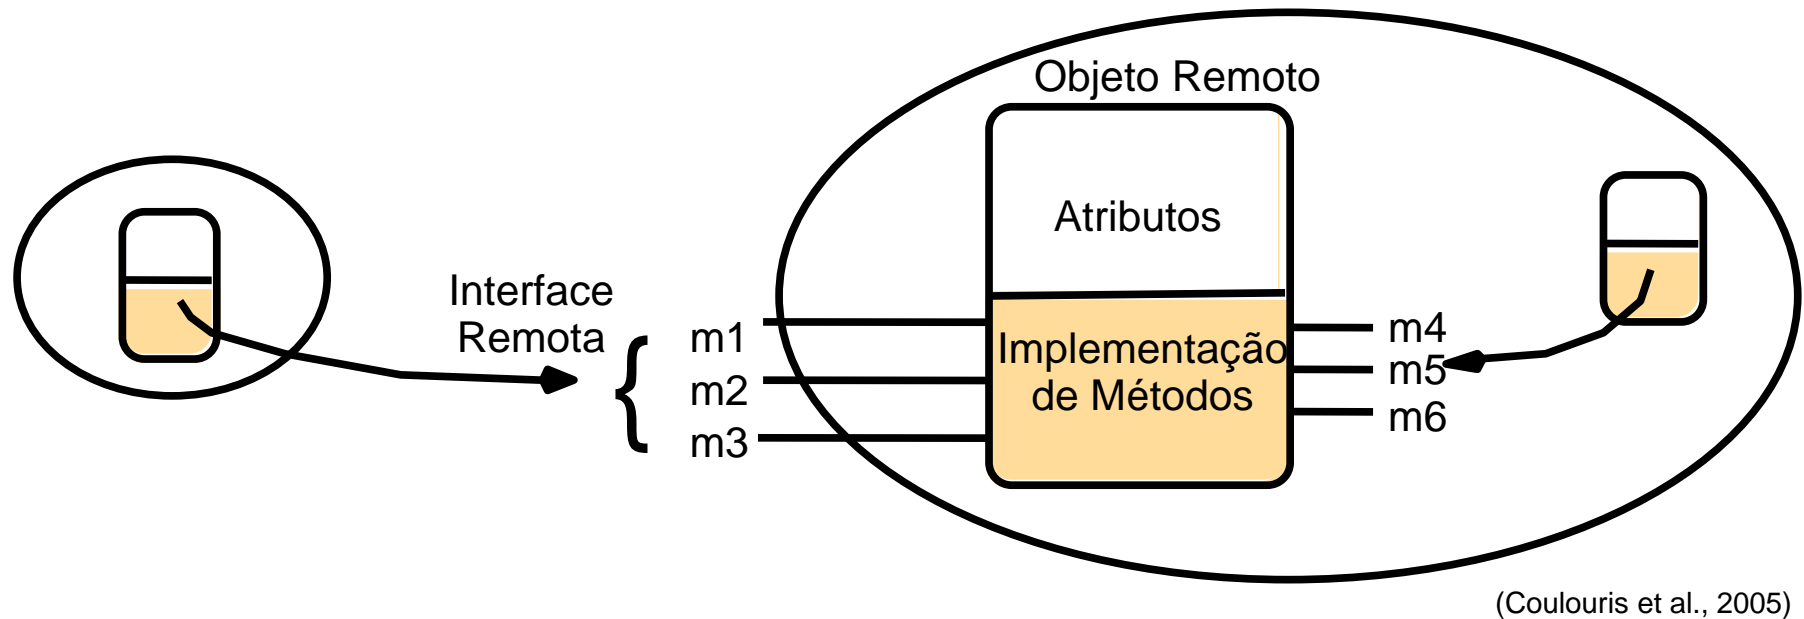 Objeto Remoto
Atributos
Interface
Remota
{
m1
m2
m3
Implementação
de Métodos
m4
m5
m6
(Coulouris et al., 2005)